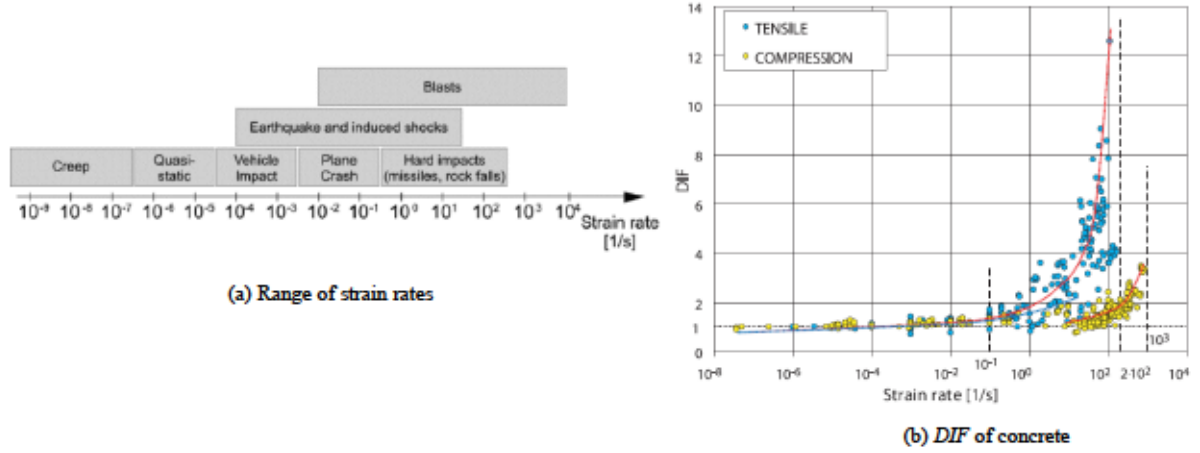 Blasts
Earthquake and induced shocks
Creep
Quasi-
static
Vehicle
Impact
Plane
Crash
Hard impacts
(missiles, rock falls)
10⁻⁹ 10⁻⁸ 10⁻⁷ 10⁻⁶ 10⁻⁵ 10⁻⁴ 10⁻³ 10⁻² 10⁻¹ 10⁰ 10¹ 10² 10³ 10⁴
Strain rate
[1/s]
(a) Range of strain rates
TENSILE
COMPRESSION
14
12
10
8
6
4
2
1
0
DIF
10³
10⁻⁸ 10⁻⁶ 10⁻⁴ 10⁻² 10⁻¹ 10⁰ 10² 2·10² 10⁴
Strain rate [1/s]
(b) DIF of concrete